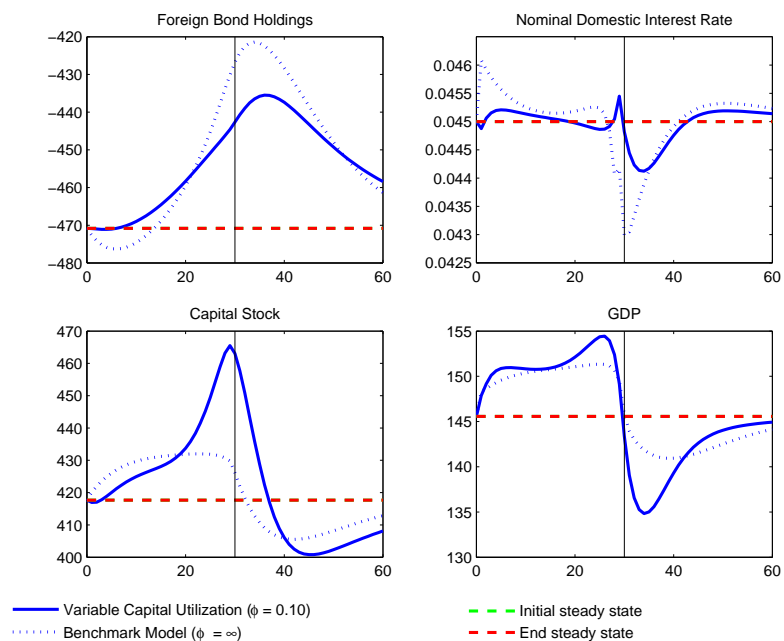 Foreign Bond Holdings
−420
−430
−440
−450
−460
−470
−480
0 20 40 60
Nominal Domestic Interest Rate
0.046
0.0455
0.045
0.0445
0.044
0.0435
0.043
0.0425
0 20 40 60
Capital Stock
470
460
450
440
430
420
410
400
0 20 40 60
GDP
155
150
145
140
135
130
0 20 40 60
Variable Capital Utilization (ϕ = 0.10)
Benchmark Model (ϕ = ∞)
Initial steady state
End steady state